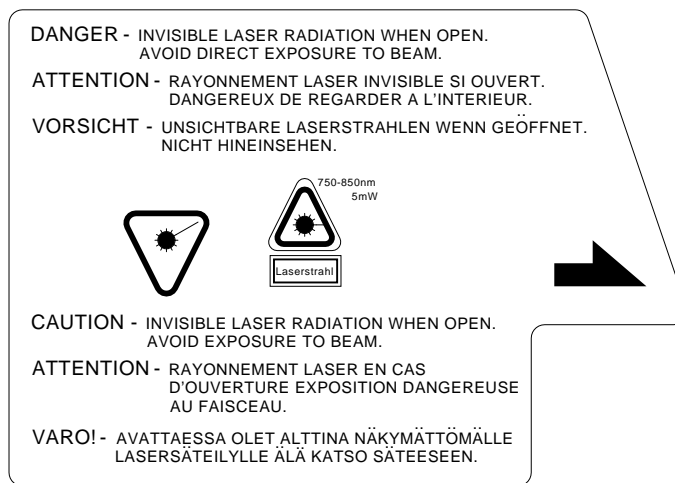 DANGER - INVISIBLE LASER RADIATION WHEN OPEN.
AVOID DIRECT EXPOSURE TO BEAM.
ATTENTION - RAYONNEMENT LASER INVISIBLE SI OUVERT.
DANGEREUX DE REGARDER A L'INTERIEUR.
VORSICHT - UNSICHTBARE LASERSTRAHLEN WENN GEÖFFNET.
NICHT HINEINSEHEN.
750-850nm
5mW
Laserstrahl
CAUTION - INVISIBLE LASER RADIATION WHEN OPEN.
AVOID EXPOSURE TO BEAM.
ATTENTION - RAYONNEMENT LASER EN CAS
D'OUVERTURE EXPOSITION DANGEREUSE
AU FAISCEAU.
VARO! - AVATTAESSA OLET ALTTINA NÄKYMÄTTÖMÄLLE
LASERSÄTEILYLLE ÄLÄ KATSO SÄTEESEEN.